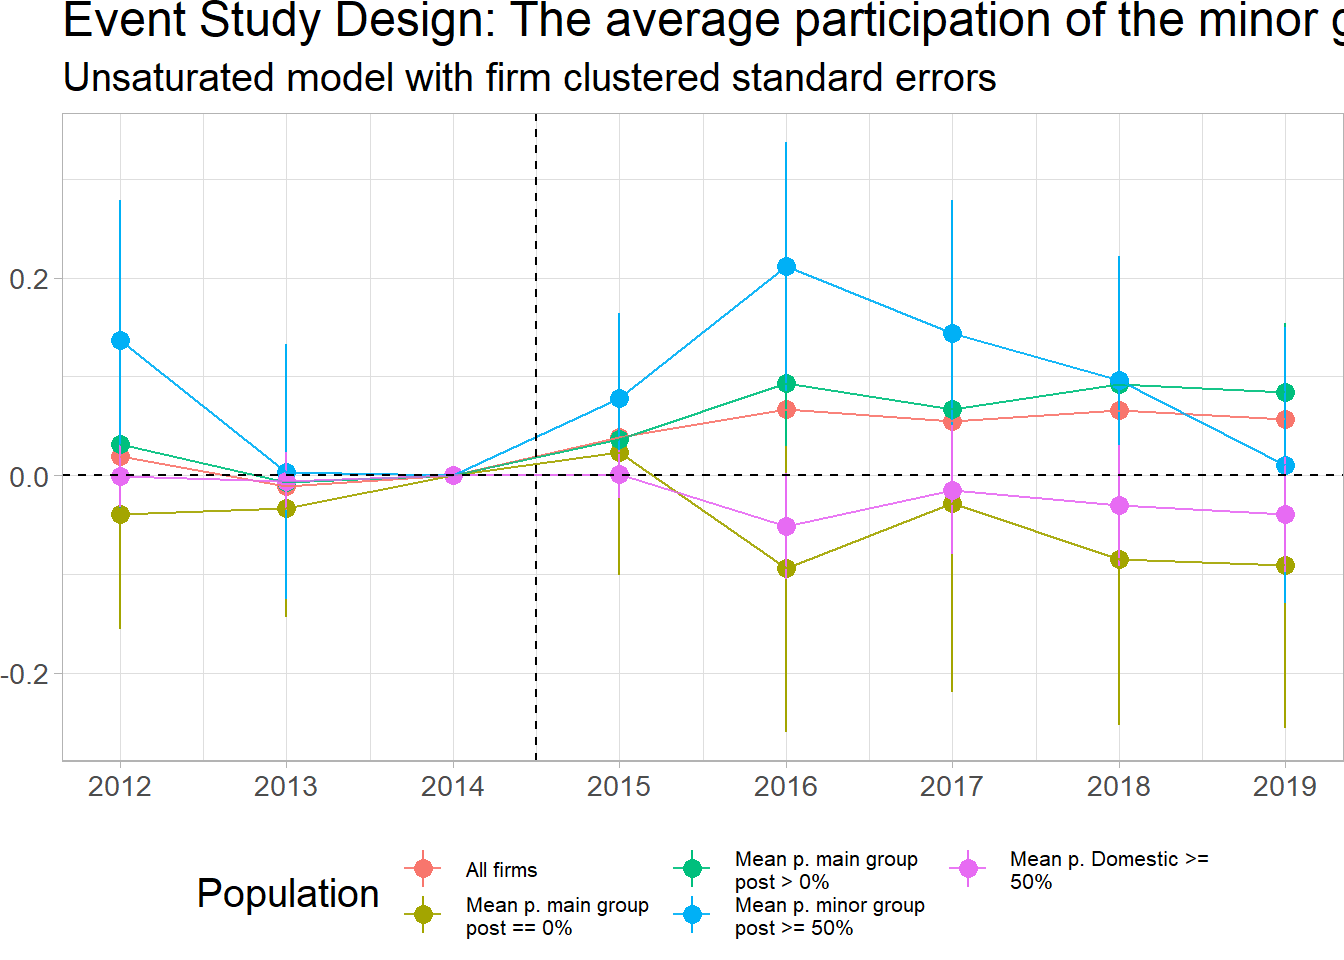 Event Study Design: The average participation of the minor
Unsaturated model with firm clustered standard errors
0.2
0.0
-0.2
2012 2013 2014 2015 2016 2017 2018 2019
Population
All firms
Mean p. main group
post == 0%
Mean p. main group
post > 0%
Mean p. minor group
post >= 50%
Mean p. Domestic >=
50%